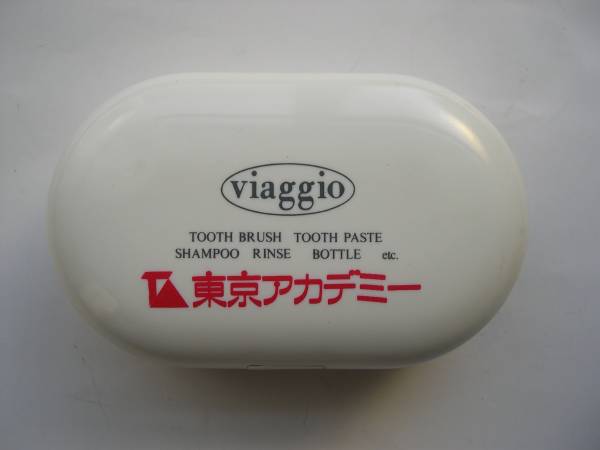 viaggio
TOOTH BRUSH TOOTH PASTE
SHAMPOO RINSE BOTTLE etc.
東京アカデミー